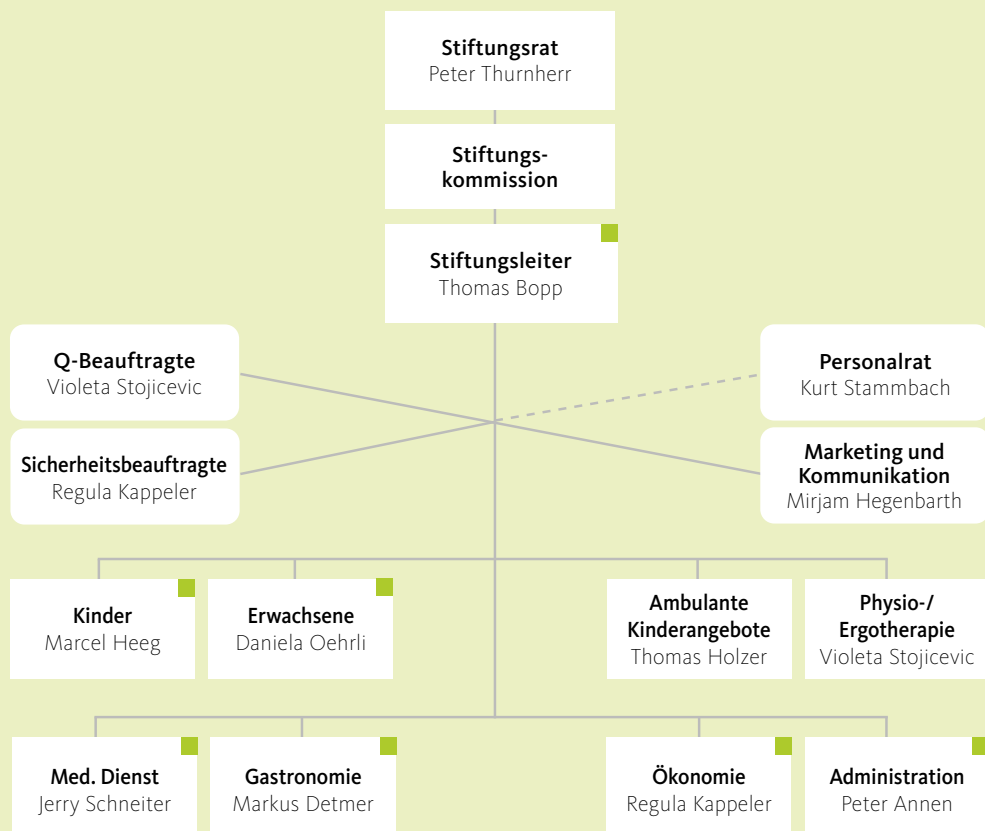 Stiftungsrat
Peter Thurnherr
Stiftungs-
kommission
Stiftungsleiter
Thomas Bopp
Q-Beauftragte
Violeta Stojicevic
Personalrat
Kurt Stammbach
Sicherheitsbeauftragte
Regula Kappeler
Marketing und
Kommunikation
Mirjam Hegenbarth
Kinder
Marcel Heeg
Erwachsene
Daniela Oehrli
Ambulante
Kinderangebote
Thomas Holzer
Physio-/
Ergotherapie
Violeta Stojicevic
Med. Dienst
Jerry Schneiter
Gastronomie
Markus Detmer
Ökonomie
Regula Kappeler
Administration
Peter Annen